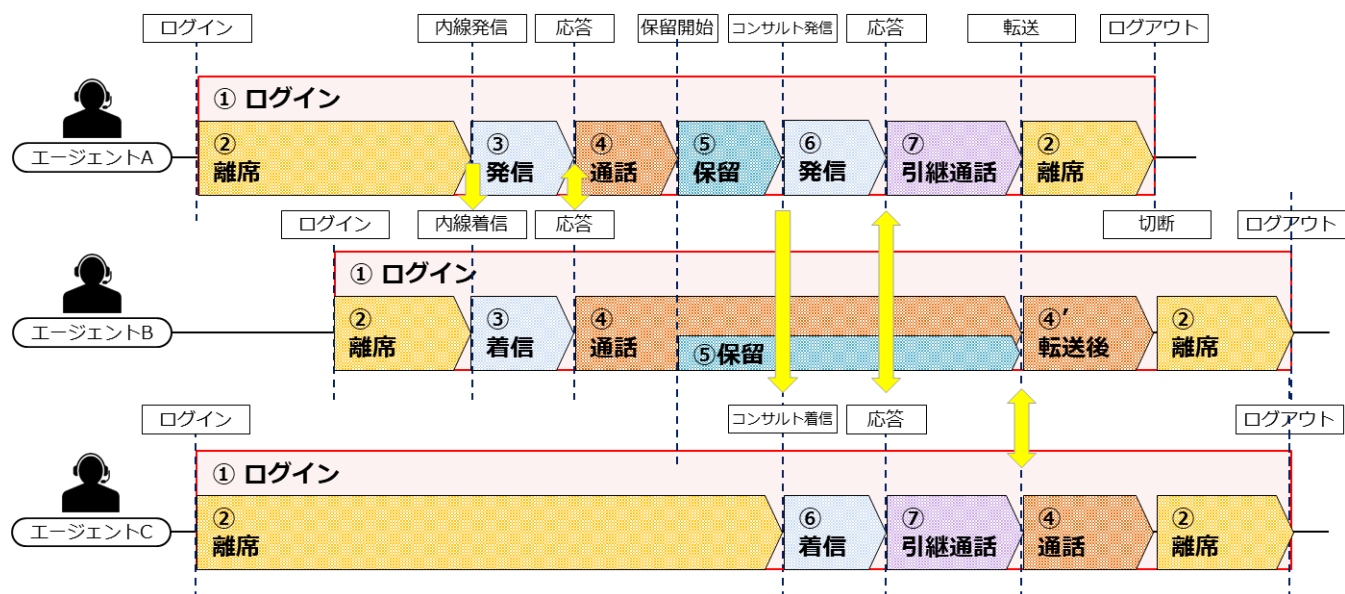 ログイン
内線発信
応答
保留開始
コンサルト発信
応答
転送
ログアウト
① ログイン
エージェントA
②
離席
③
発信
④
通話
⑤
保留
⑥
発信
⑦
引継通話
②
離席
ログイン
内線着信
応答
切断
ログアウト
① ログイン
エージェントB
②
離席
③
着信
④
通話
⑤保留
④’
転送後
②
離席
ログイン
コンサルト着信
応答
ログアウト
① ログイン
エージェントC
②
離席
⑥
着信
⑦
引継通話
④
通話
②
離席